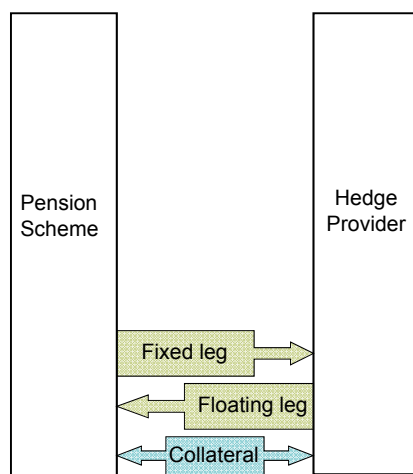 Pension
Scheme
Hedge
Provider
Fixed leg
Floating leg
Collateral